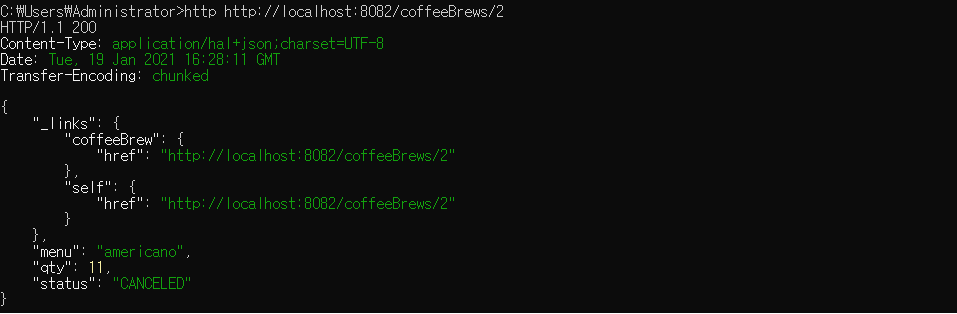 C:₩Users₩Administrator>http http://localhost:8082/coffeeBrews/2
HTTP/1.1 200
Content-Type: application/hal+json;charset=UTF-8
Date: Tue, 19 Jan 2021 16:28:11 GMT
Transfer-Encoding: chunked

{
    "_links": {
        "coffeeBrew": {
            "href": "http://localhost:8082/coffeeBrews/2"
        },
        "self": {
            "href": "http://localhost:8082/coffeeBrews/2"
        }
    },
    "menu": "americano",
    "qty": 11,
    "status": "CANCELED"
}